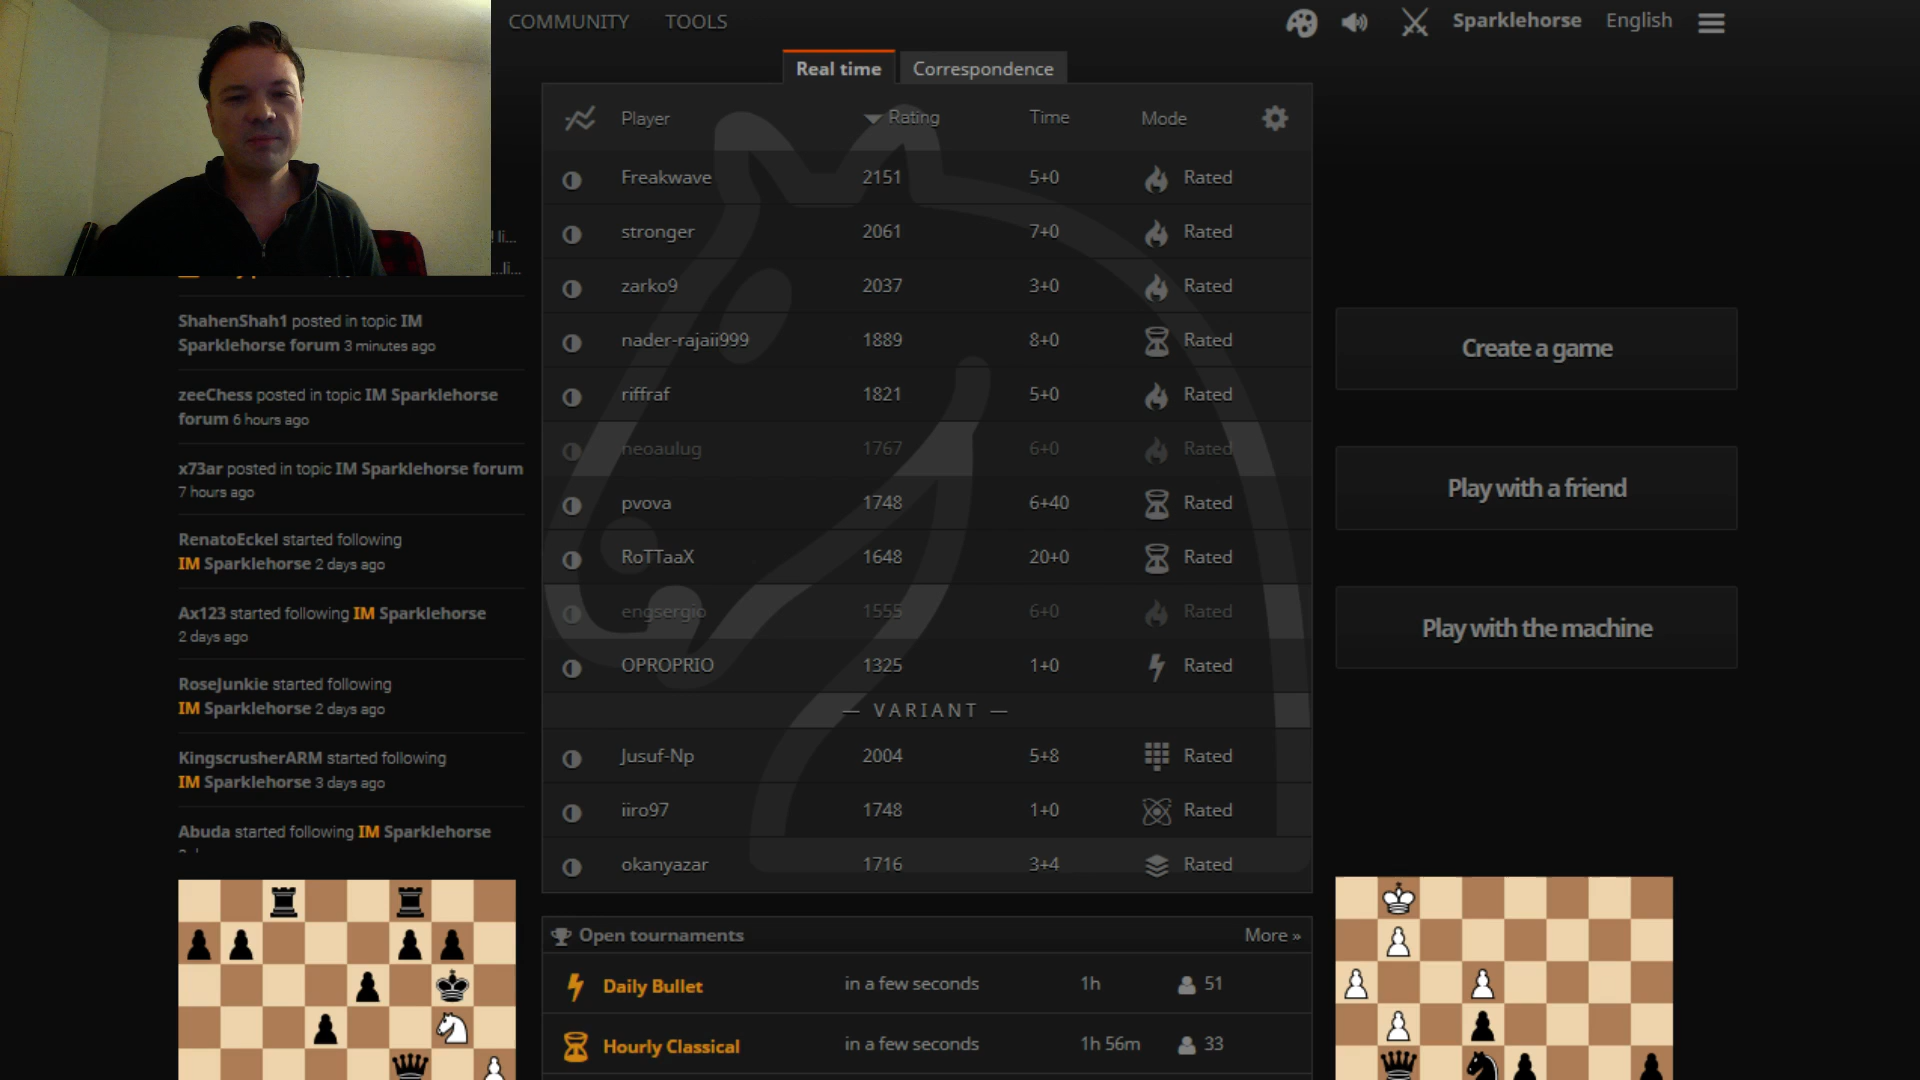 COMMUNITY TOOLS
Sparklehorse English
Real time Correspondence
Player Rating Time Mode
Freakwave 2151 5+0 Rated
stronger 2061 7+0 Rated
zarko9 2037 3+0 Rated
nader-rajaii999 1889 8+0 Rated
riffraf 1821 5+0 Rated
neoaulug 1767 6+0 Rated
pvova 1748 6+40 Rated
RoTTaaX 1648 20+0 Rated
engsergio 1555 6+0 Rated
OPROPRIO 1325 1+0 Rated
— VARIANT —
Jusuf-Np 2004 5+8 Rated
iiro97 1748 1+0 Rated
okanyazar 1716 3+4 Rated
! li...
...li...
ShahenShah1 posted in topic IM
Sparklehorse forum 3 minutes ago
zeeChess posted in topic IM Sparklehorse
forum 6 hours ago
x73ar posted in topic IM Sparklehorse forum
7 hours ago
RenatoEckel started following
IM Sparklehorse 2 days ago
Ax123 started following IM Sparklehorse
2 days ago
RoseJunkie started following
IM Sparklehorse 2 days ago
KingscrusherARM started following
IM Sparklehorse 3 days ago
Abuda started following IM Sparklehorse
Create a game
Play with a friend
Play with the machine
Open tournaments More »
Daily Bullet in a few seconds 1h 51
Hourly Classical in a few seconds 1h 56m 33